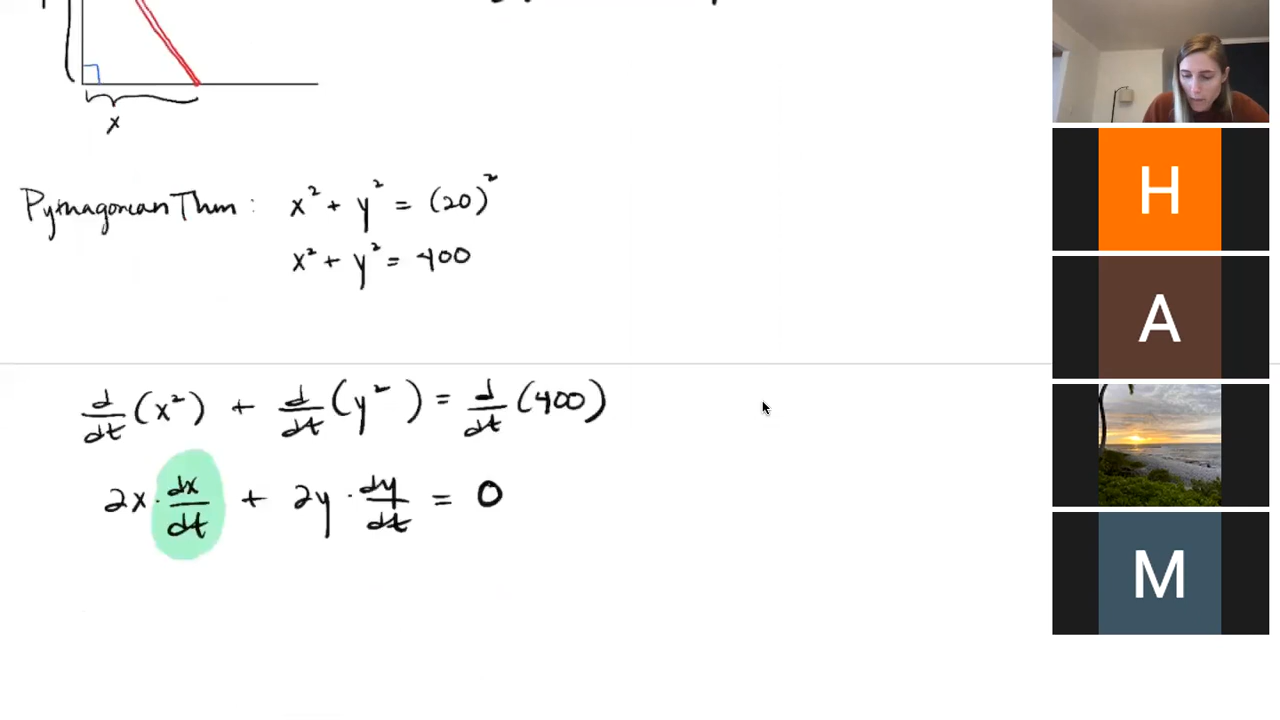 x
Pythagorean Thm : x² + y² = (20)²
x² + y² = 400
d/dt (x²) + d/dt (y²) = d/dt (400)
2x · dx/dt + 2y · dy/dt = 0
H
A
M